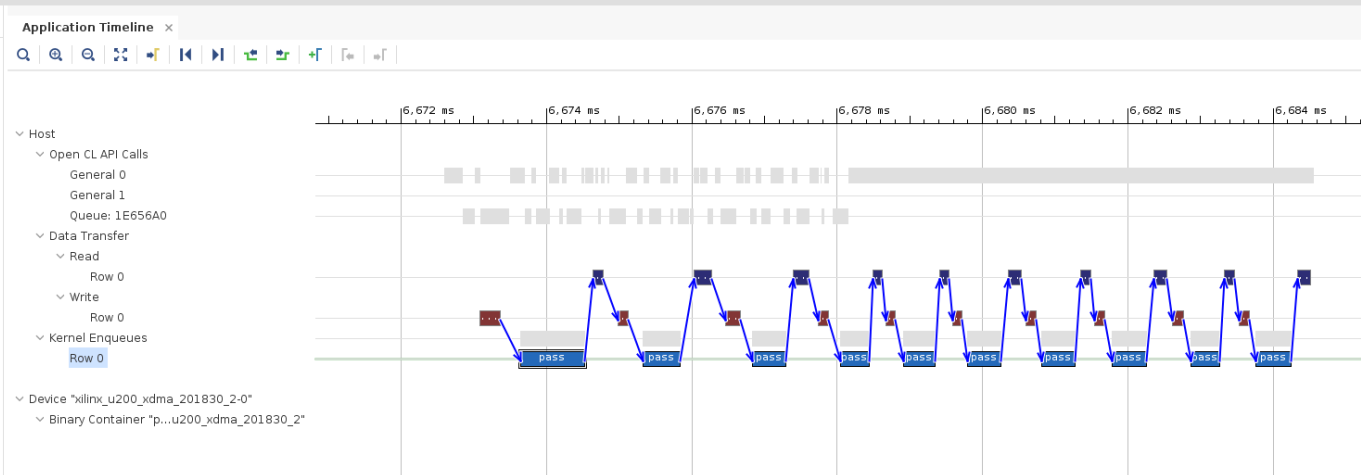 Application Timeline ×
6,672 ms 6,674 ms 6,676 ms 6,678 ms 6,680 ms 6,682 ms 6,684 ms
Host
Open CL API Calls
General 0
General 1
Queue: 1E656A0
Data Transfer
Read
Row 0
Write
Row 0
Kernel Enqueues
Row 0 pass pass pass pass pass pass pass pass pass pass
Device "xilinx_u200_xdma_201830_2-0"
Binary Container "p...u200_xdma_201830_2"